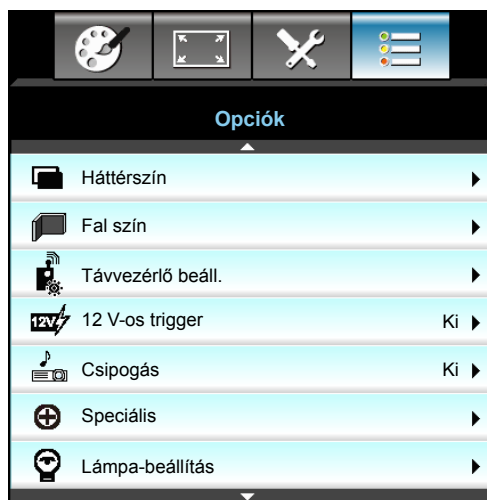 Opciók
Háttérszín
Fal szín
Távvezérlő beáll.
12V 12 V-os trigger Ki
Csipogás Ki
Speciális
Lámpa-beállítás